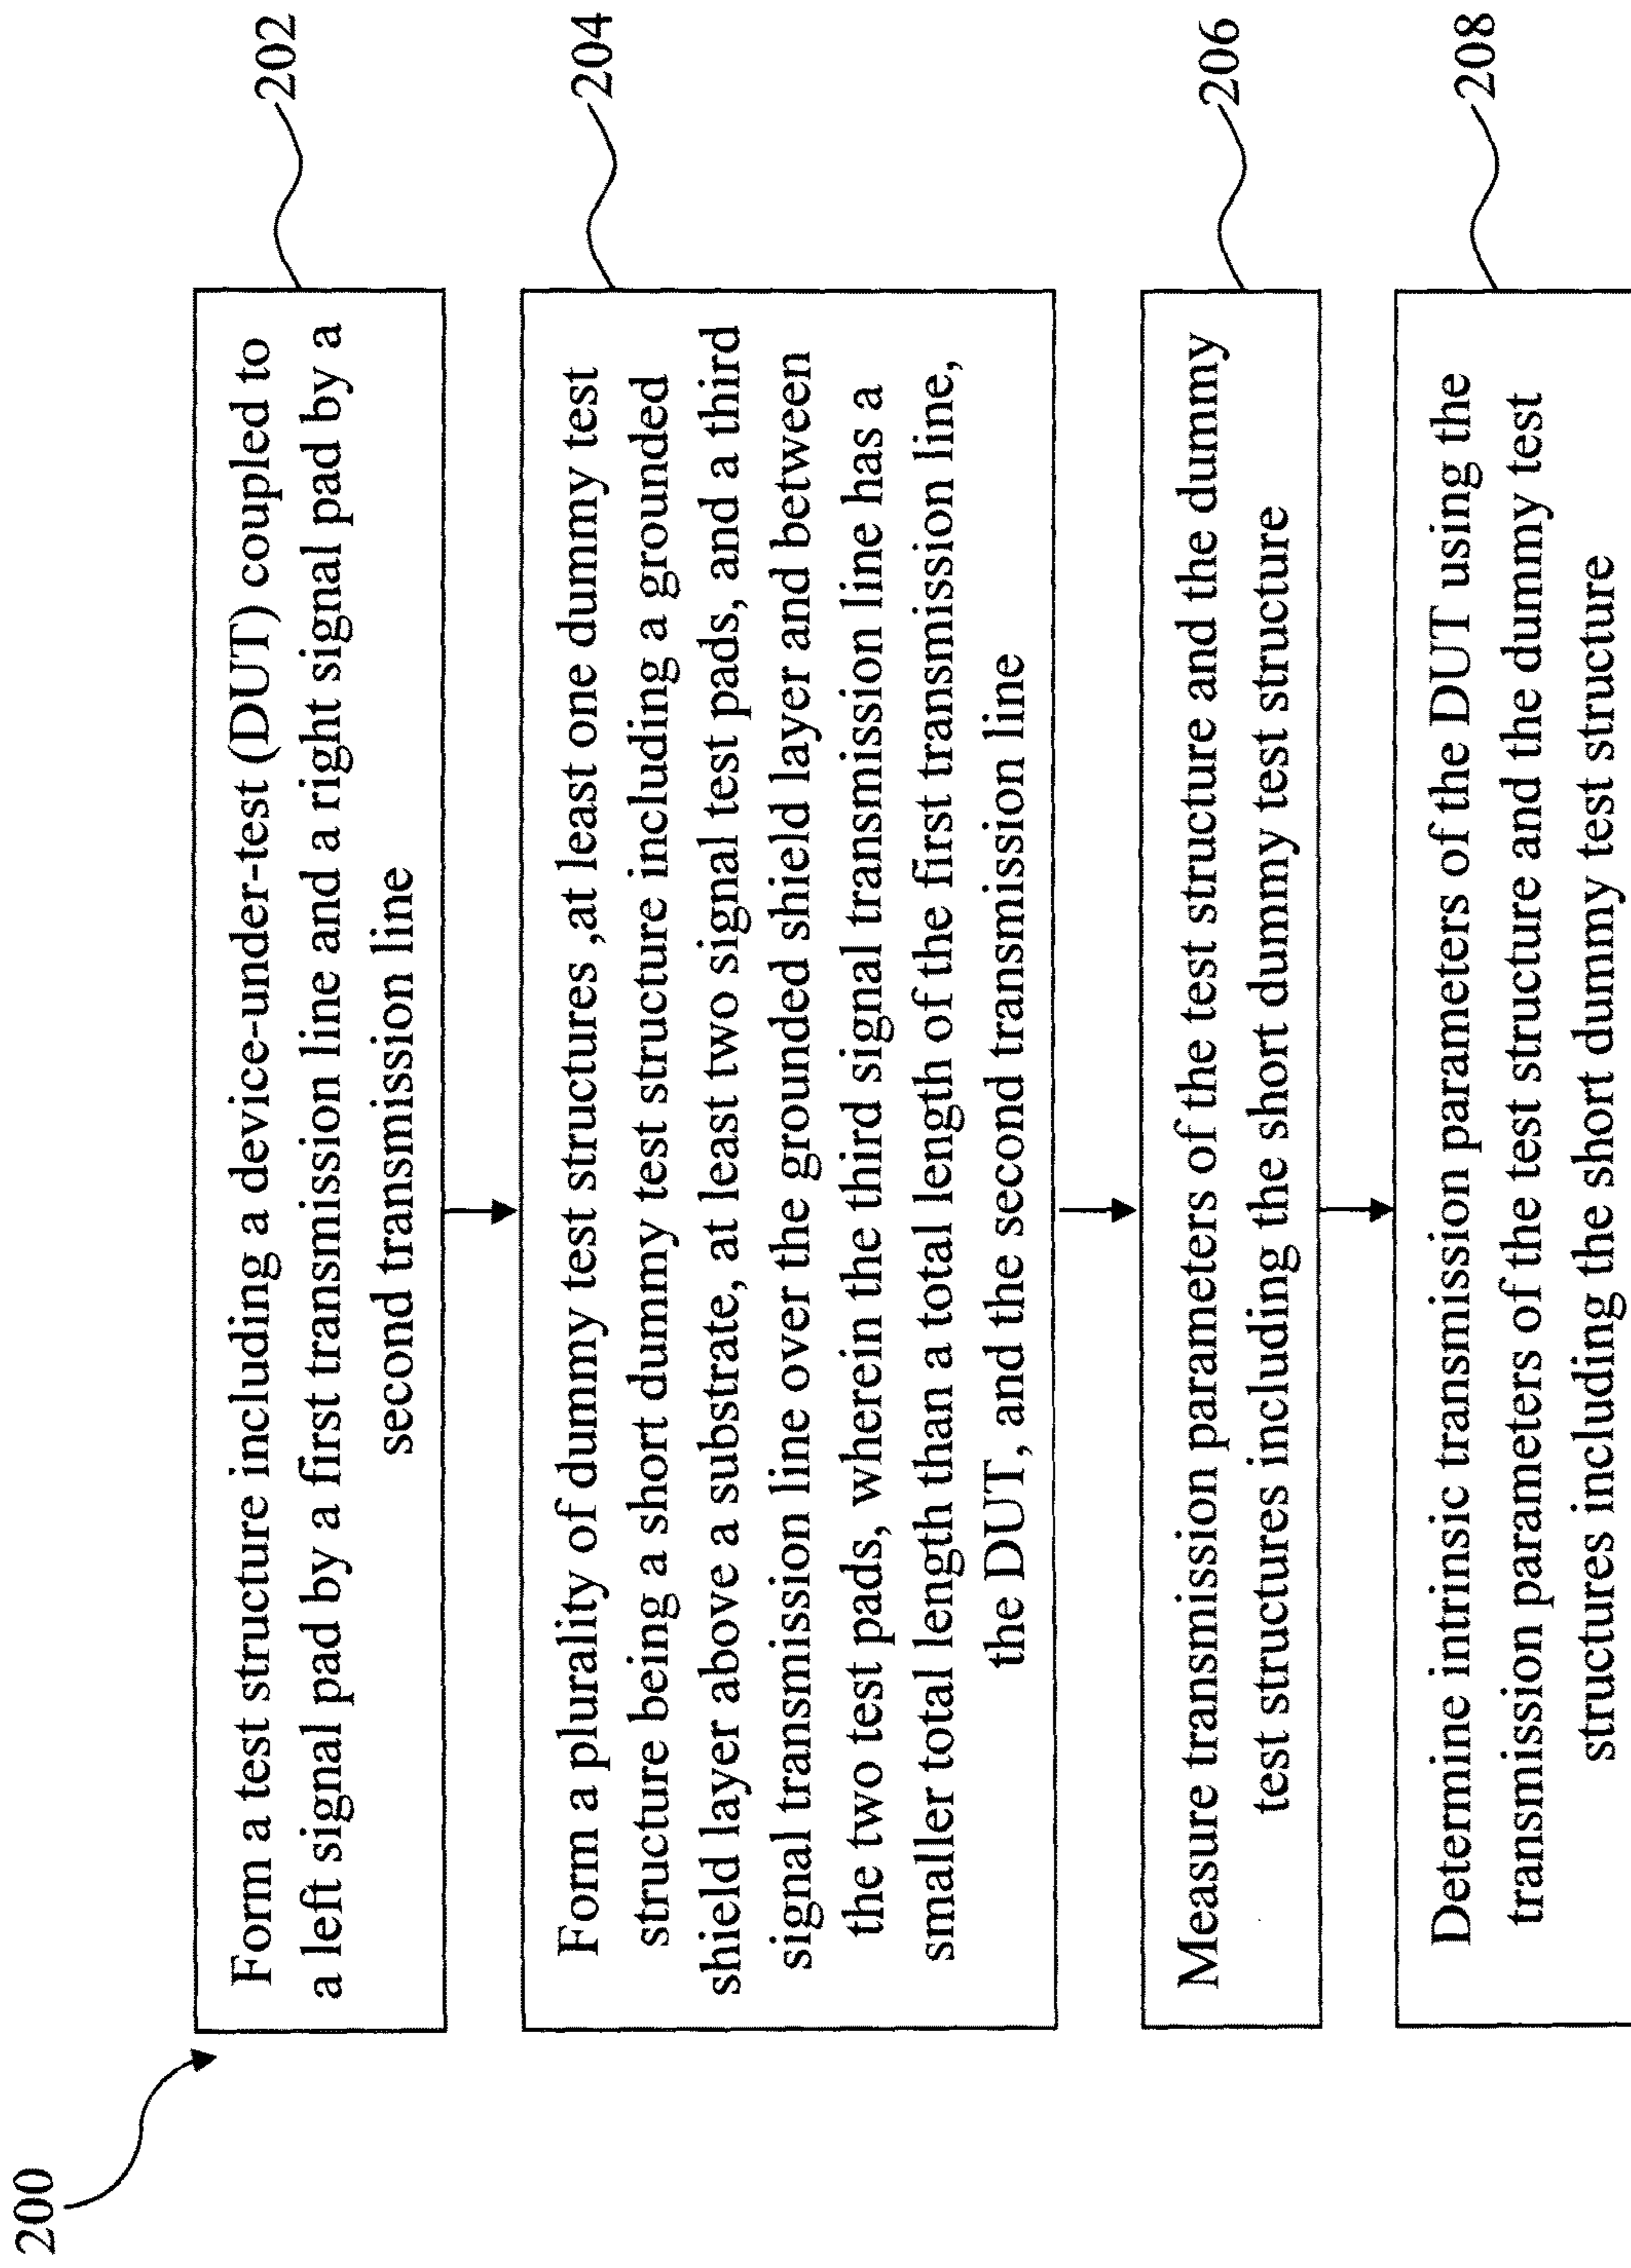 200
Form a test structure including a device-under-test (DUT) coupled to
a left signal pad by a first transmission line and a right signal pad by a
second transmission line
202
Form a plurality of dummy test structures ,at least one dummy test
structure being a short dummy test structure including a grounded
shield layer above a substrate, at least two signal test pads, and a third
signal transmission line over the grounded shield layer and between
the two test pads, wherein the third signal transmission line has a
smaller total length than a total length of the first transmission line,
the DUT, and the second transmission line
204
Measure transmission parameters of the test structure and the dummy
test structures including the short dummy test structure
206
Determine intrinsic transmission parameters of the DUT using the
transmission parameters of the test structure and the dummy test
structures including the short dummy test structure
208